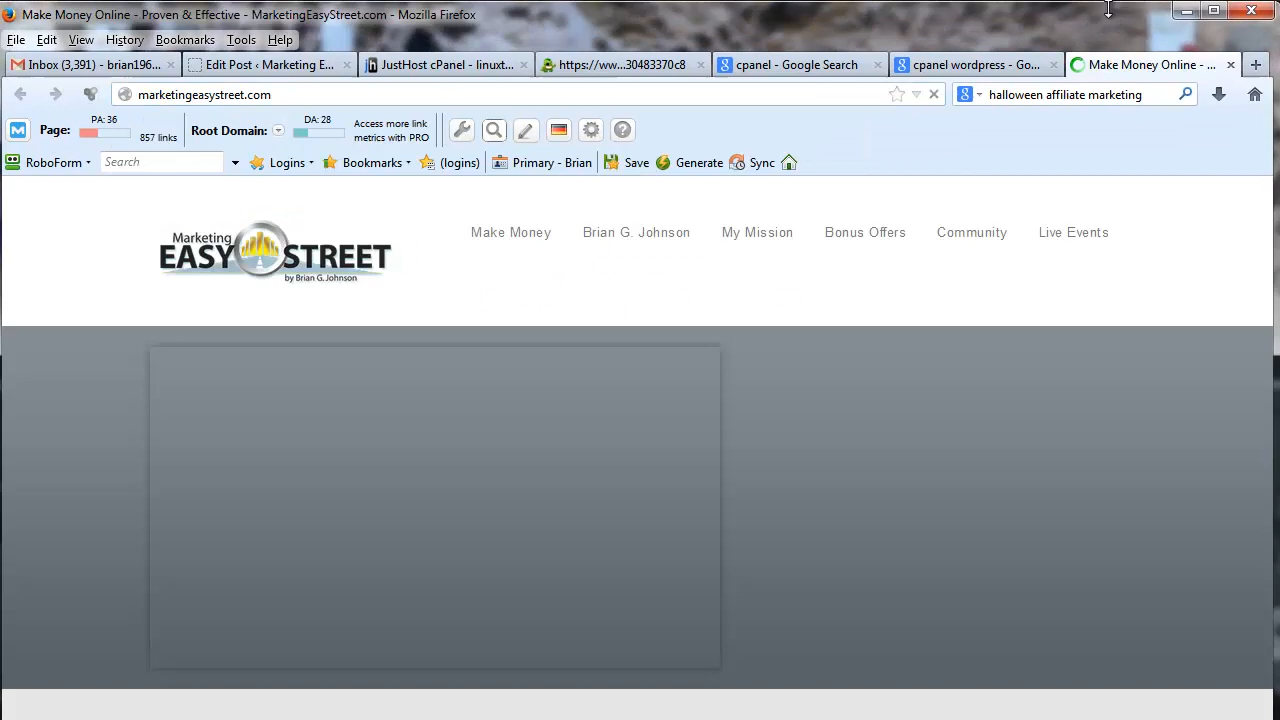 Make Money Online - Proven & Effective - MarketingEasyStreet.com - Mozilla Firefox
File Edit View History Bookmarks Tools Help
Inbox (3,391) - brian196... Edit Post ‹ Marketing E... JustHost cPanel - linuxt... https://ww...30483370c8 cpanel - Google Search cpanel wordpress - Go... Make Money Online - ...
marketingeasystreet.com halloween affiliate marketing
Page: PA: 36 857 links Root Domain: DA: 28 Access more link metrics with PRO
RoboForm Search Logins Bookmarks (logins) Primary - Brian Save Generate Sync
Make Money Brian G. Johnson My Mission Bonus Offers Community Live Events
Marketing
EASY STREET
by Brian G. Johnson